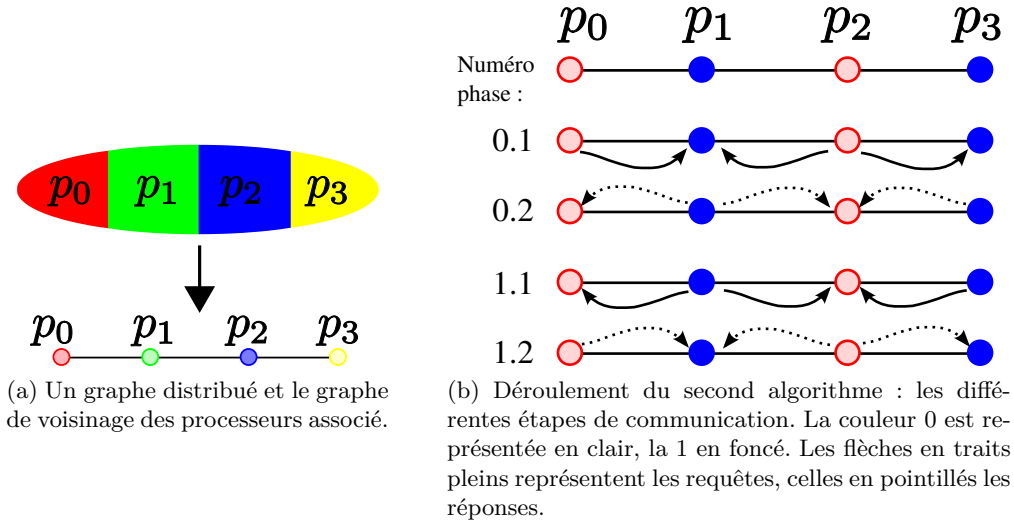 p0 p1 p2 p3
p0 p1 p2 p3
(a) Un graphe distribué et le graphe
de voisinage des processeurs associé.
p0 p1 p2 p3
Numéro
phase :
0.1
0.2
1.1
1.2
(b) Déroulement du second algorithme : les diffé-
rentes étapes de communication. La couleur 0 est re-
présentée en clair, la 1 en foncé. Les flèches en traits
pleins représentent les requêtes, celles en pointillés les
réponses.